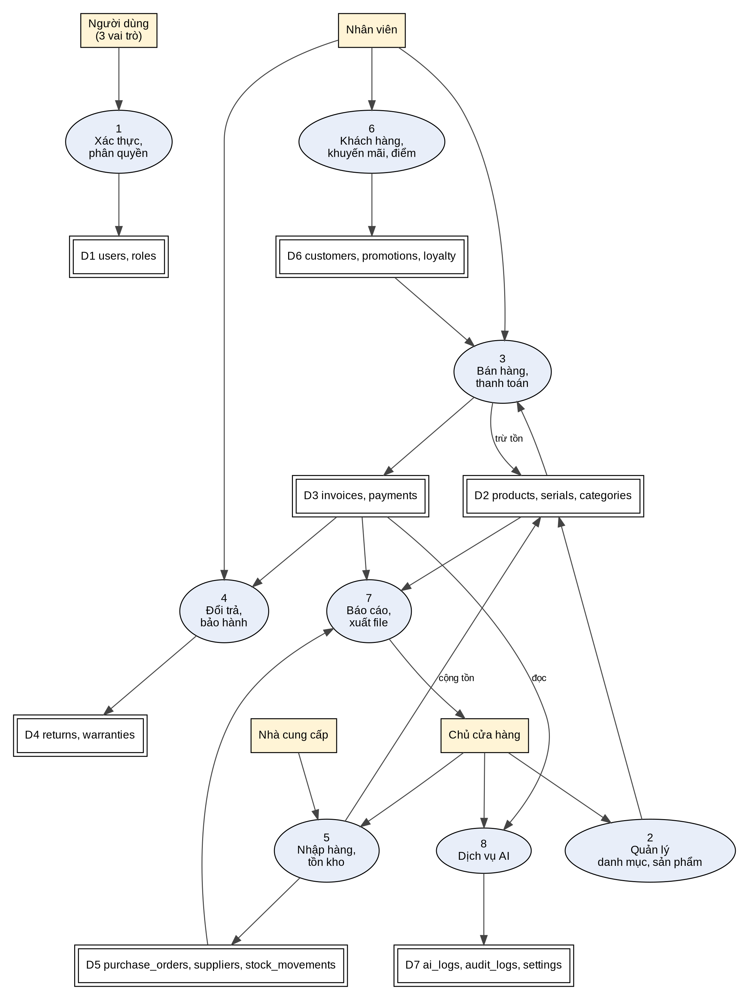 Người dùng
(3 vai trò)
Nhân viên
1
Xác thực,
phân quyền
6
Khách hàng,
khuyến mãi, điểm
D1 users, roles
D6 customers, promotions, loyalty
3
Bán hàng,
thanh toán
trừ tồn
D3 invoices, payments
D2 products, serials, categories
4
Đổi trả,
bảo hành
7
Báo cáo,
xuất file
cộng tồn
đọc
D4 returns, warranties
Nhà cung cấp
Chủ cửa hàng
5
Nhập hàng,
tồn kho
8
Dịch vụ AI
2
Quản lý
danh mục, sản phẩm
D5 purchase_orders, suppliers, stock_movements
D7 ai_logs, audit_logs, settings